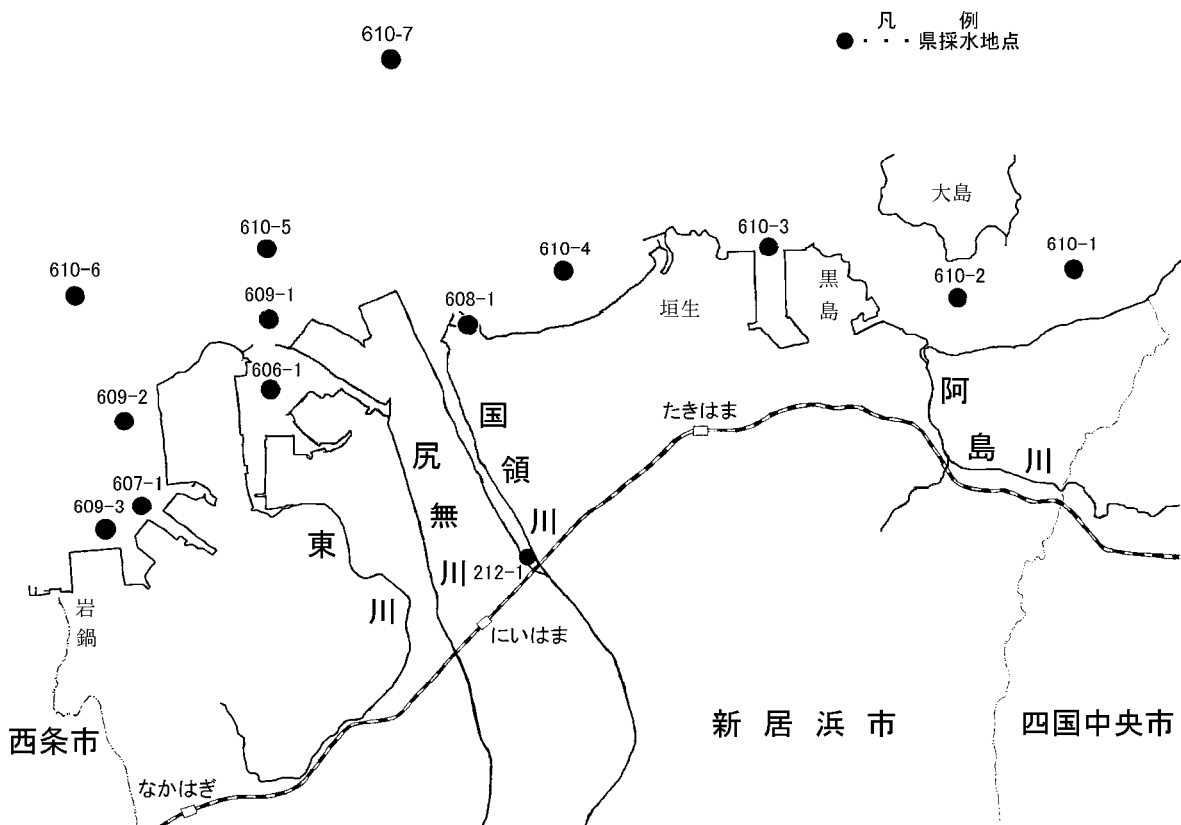 凡例
●・・・県採水地点
610-7
大島
610-5
610-3
610-4
610-1
610-6
610-2
609-1
608-1
垣生
黒島
606-1
609-2
たきはま
国領川
阿島川
尻無川
607-1
609-3
東川
212-1
岩鍋
にいはま
西条市
新居浜市
四国中央市
なかはぎ